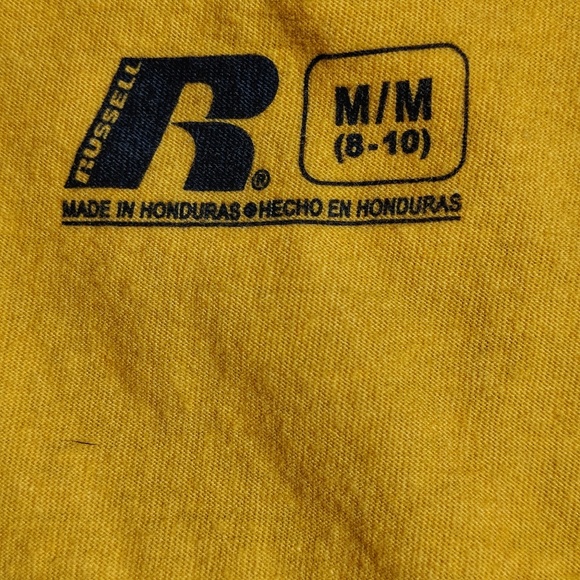 RUSSELL
R®
M/M
(8-10)
MADE IN HONDURAS●HECHO EN HONDURAS